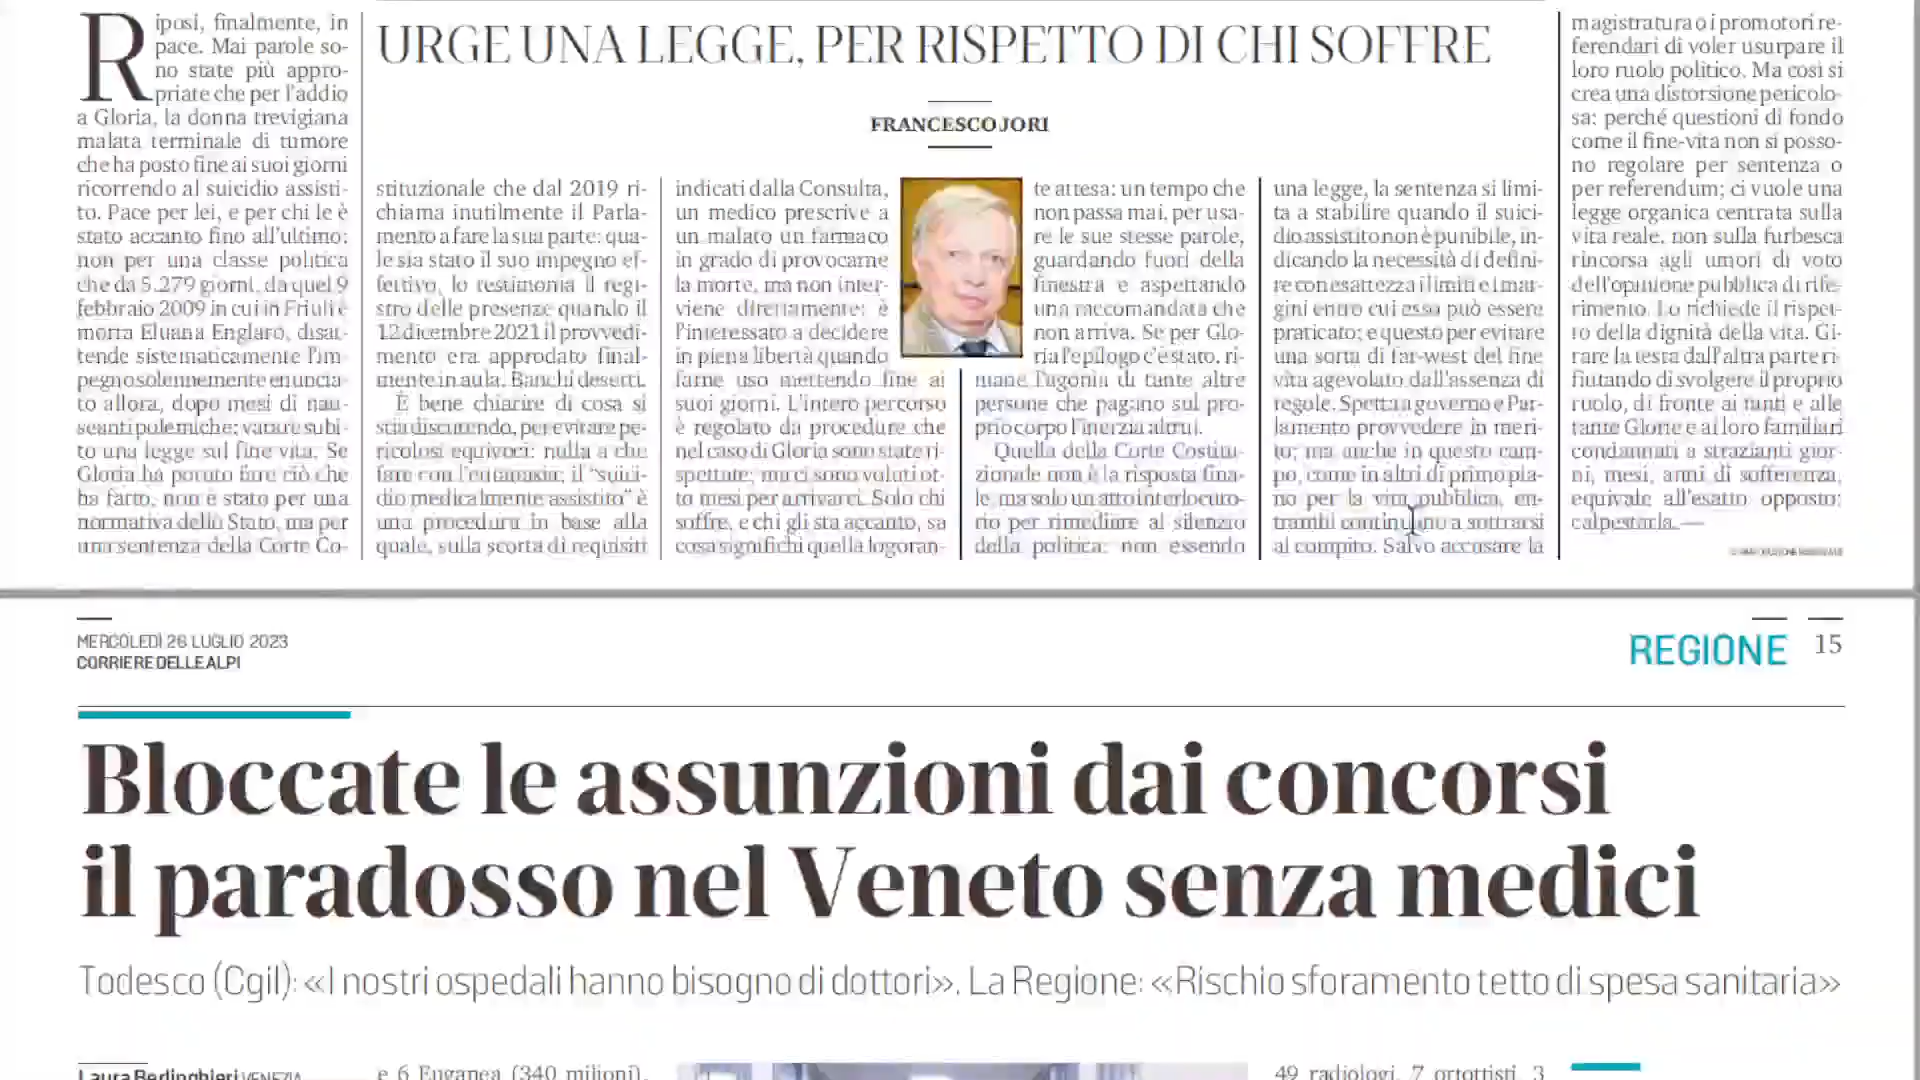 URGE UNA LEGGE, PER RISPETTO DI CHI SOFFRE
FRANCESCO JORI
Riposi, finalmente, in
pace. Mai parole so-
no state più appro-
priate che per l'addio
a Gloria, la donna trevigiana
malata terminale di tumore
che ha posto fine ai suoi giorni
ricorrendo al suicidio assisti-
to. Pace per lei, e per chi le è
stato accanto fino all'ultimo:
non per una classe politica
che da 5.279 giorni, da quel 9
febbraio 2009 in cui in Friuli è
morta Eluana Englaro, disat-
tende sistematicamente l'im-
pegno solennemente enuncia-
to allora, dopo mesi di nau-
seanti polemiche: varare subi-
to una legge sul fine vita. Se
Gloria ha potuto fare ciò che
ha fatto, non è stato per una
normativa dello Stato, ma per
una sentenza della Corte Co-
stituzionale che dal 2019 ri-
chiama inutilmente il Parla-
mento a fare la sua parte: qua-
le sia stato il suo impegno ef-
fettivo, lo testimonia il regi-
stro delle presenze quando il
12 dicembre 2021 il provvedi-
mento era approdato final-
mente in aula. Banchi deserti.
È bene chiarire di cosa si
stia discutendo, per evitare pe-
ricolosi equivoci: nulla a che
fare con l'eutanasia; il "suici-
dio medicalmente assistito" è
una procedura in base alla
quale, sulla scorta di requisiti
indicati dalla Consulta,
un medico prescrive a
un malato un farmaco
in grado di provocarne
la morte, ma non inter-
viene direttamente: è
l'interessato a decidere
in piena libertà quando
farne uso mettendo fine ai
suoi giorni. L'intero percorso
è regolato da procedure che
nel caso di Gloria sono state ri-
spettate; ma ci sono voluti ot-
to mesi per arrivarci. Solo chi
soffre, e chi gli sta accanto, sa
cosa significhi quella logoran-
te attesa: un tempo che
non passa mai, per usa-
re le sue stesse parole,
guardando fuori della
finestra e aspettando
una raccomandata che
non arriva. Se per Glo-
ria l'epilogo c'è stato, ri-
mane l'agonia di tante altre
persone che pagano sul pro-
prio corpo l'inerzia altrui.
Quella della Corte Costitu-
zionale non è la risposta fina-
le, ma solo un atto interlocuto-
rio per rimediare al silenzio
della politica: non essendo
una legge, la sentenza si limi-
ta a stabilire quando il suici-
dio assistito non è punibile, in-
dicando la necessità di defini-
re con esattezza i limiti e i mar-
gini entro cui esso può essere
praticato; e questo per evitare
una sorta di far-west del fine
vita agevolato dall'assenza di
regole. Spetta a governo e Par-
lamento provvedere in meri-
to; ma anche in questo cam-
po, come in altri di primo pia-
no per la vita pubblica, en-
trambi continuano a sottrarsi
al compito. Salvo accusare la
magistratura o i promotori re-
ferendari di voler usurpare il
loro ruolo politico. Ma così si
crea una distorsione pericolo-
sa: perché questioni di fondo
come il fine-vita non si posso-
no regolare per sentenza o
per referendum; ci vuole una
legge organica centrata sulla
vita reale, non sulla furbesca
rincorsa agli umori di voto
dell'opinione pubblica di rife-
rimento. Lo richiede il rispet-
to della dignità della vita. Gi-
rare la testa dall'altra parte ri-
fiutando di svolgere il proprio
ruolo, di fronte ai tanti e alle
tante Glorie e ai loro familiari
condannati a strazianti gior-
ni, mesi, anni di sofferenza,
equivale all'esatto opposto:
calpestarla.—
MERCOLEDÌ 26 LUGLIO 2023
CORRIERE DELLE ALPI
REGIONE 15
Bloccate le assunzioni dai concorsi
il paradosso nel Veneto senza medici
Todesco (Cgil): «I nostri ospedali hanno bisogno di dottori». La Regione: «Rischio sforamento tetto di spesa sanitaria»
Laura Berlinghieri VENEZIA
e 6 Euganea (340 milioni).
49 radiologi, 7 ortottisti, 3